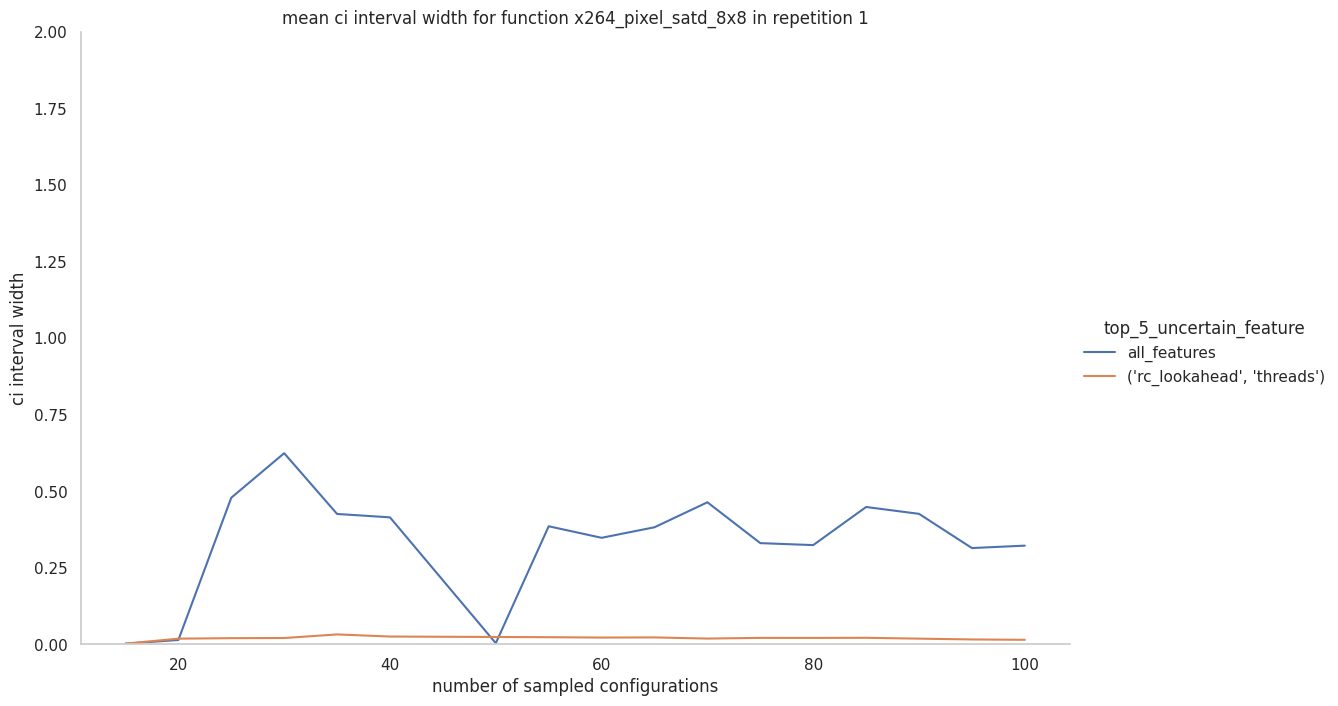 mean ci interval width for function x264_pixel_satd_8x8 in repetition 1
2.00
1.75
1.50
1.25
1.00
0.75
0.50
0.25
0.00
ci interval width
20
40
60
80
100
number of sampled configurations
top_5_uncertain_feature
all_features
('rc_lookahead', 'threads')